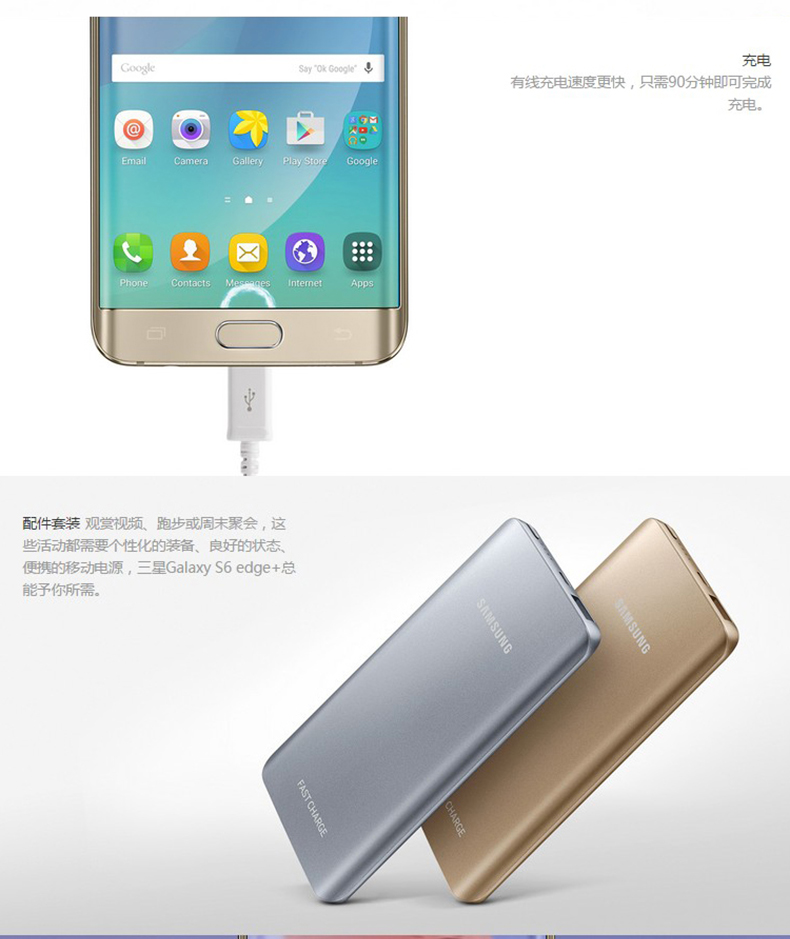 Google Say "Ok Google"
Email Camera Gallery Play Store Google
Phone Contacts Messages Internet Apps
充电
有线充电速度更快，只需90分钟即可完成
充电。
配件套装 观赏视频、跑步或周末聚会，这
些活动都需要个性化的装备、良好的状态、
便携的移动电源，三星Galaxy S6 edge+总
能予你所需。
SAMSUNG
SAMSUNG
FAST CHARGE
CHARGE